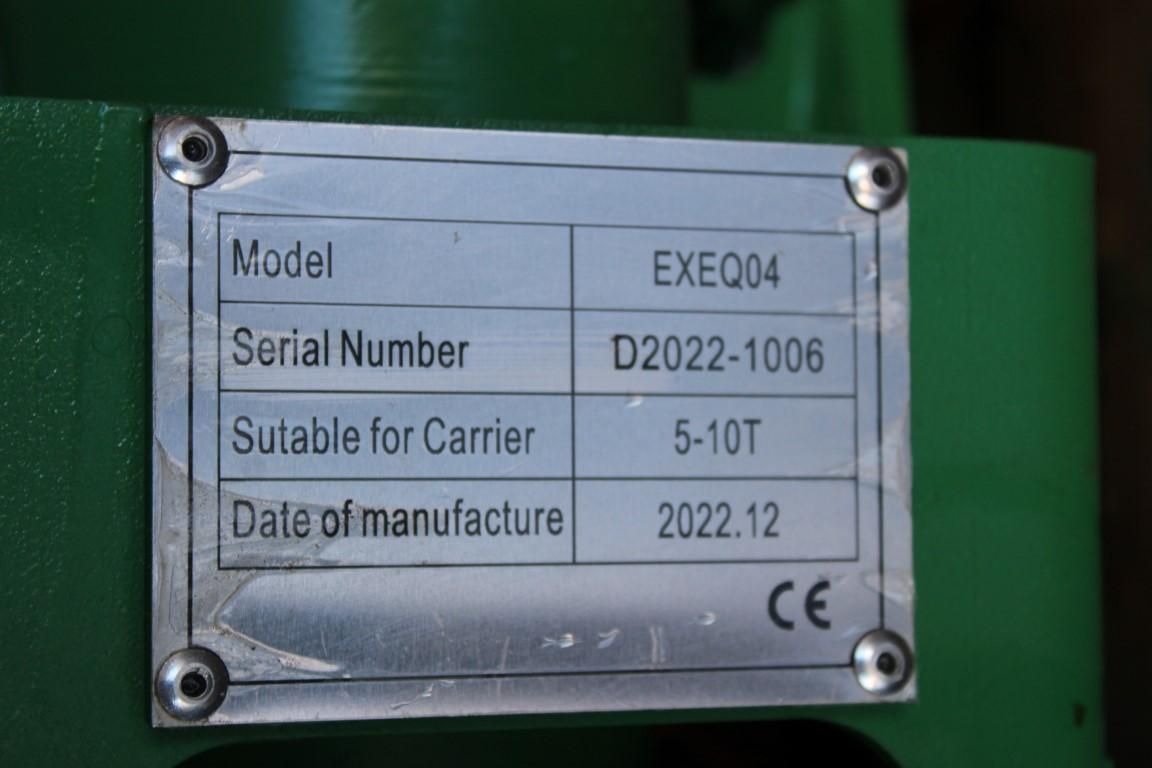 Model EXEQ04
Serial Number D2022-1006
Sutable for Carrier 5-10T
Date of manufacture 2022.12
CE